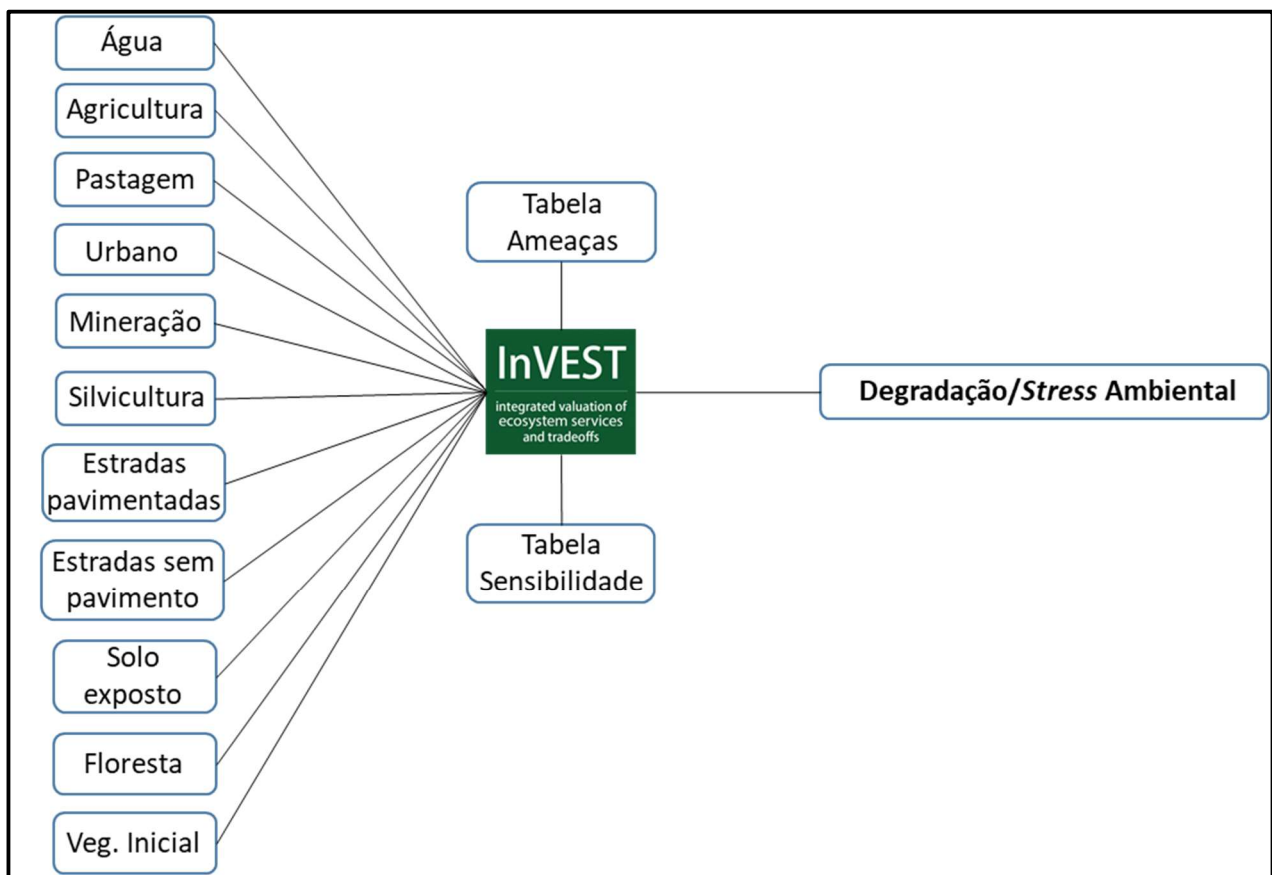 Água
Agricultura
Pastagem
Urbano
Mineração
Silvicultura
Estradas
pavimentadas
Estradas sem
pavimento
Solo
exposto
Floresta
Veg. Inicial
Tabela
Ameaças
InVEST
integrated valuation of
ecosystem services
and tradeoffs
Tabela
Sensibilidade
Degradação/Stress Ambiental